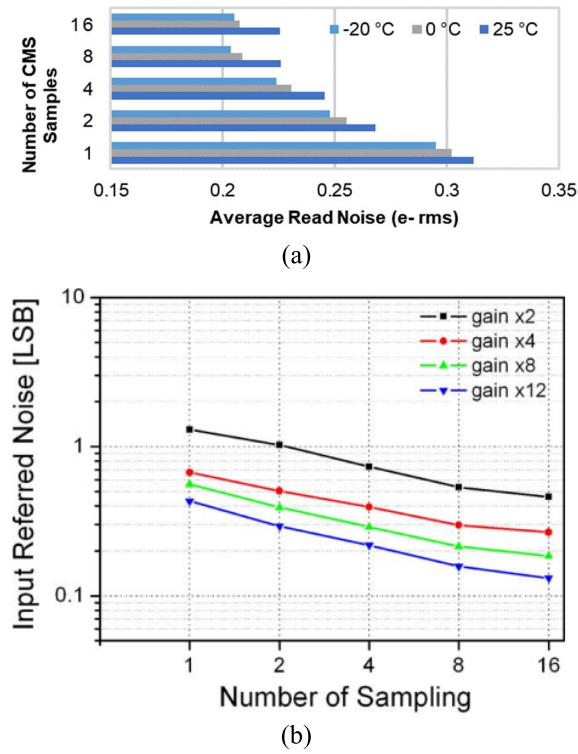 -20 °C 0 °C 25 °C
Number of CMS
Samples
16
8
4
2
1
0.15 0.2 0.25 0.3 0.35
Average Read Noise (e- rms)
(a)
Input Referred Noise [LSB]
10
1
0.1
gain x2
gain x4
gain x8
gain x12
1 2 4 8 16
Number of Sampling
(b)